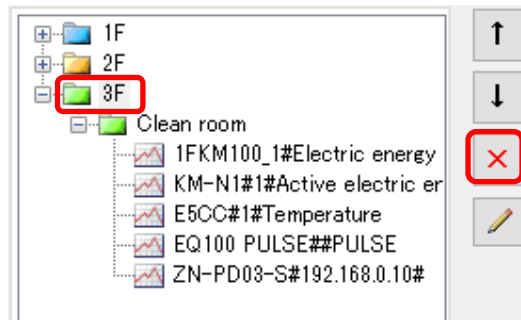 1F
2F
3F
Clean room
1FKM100_1#Electric energy
KM-N1#1#Active electric er
E5CC#1#Temperature
EQ100 PULSE##PULSE
ZN-PD03-S#192.168.0.10#